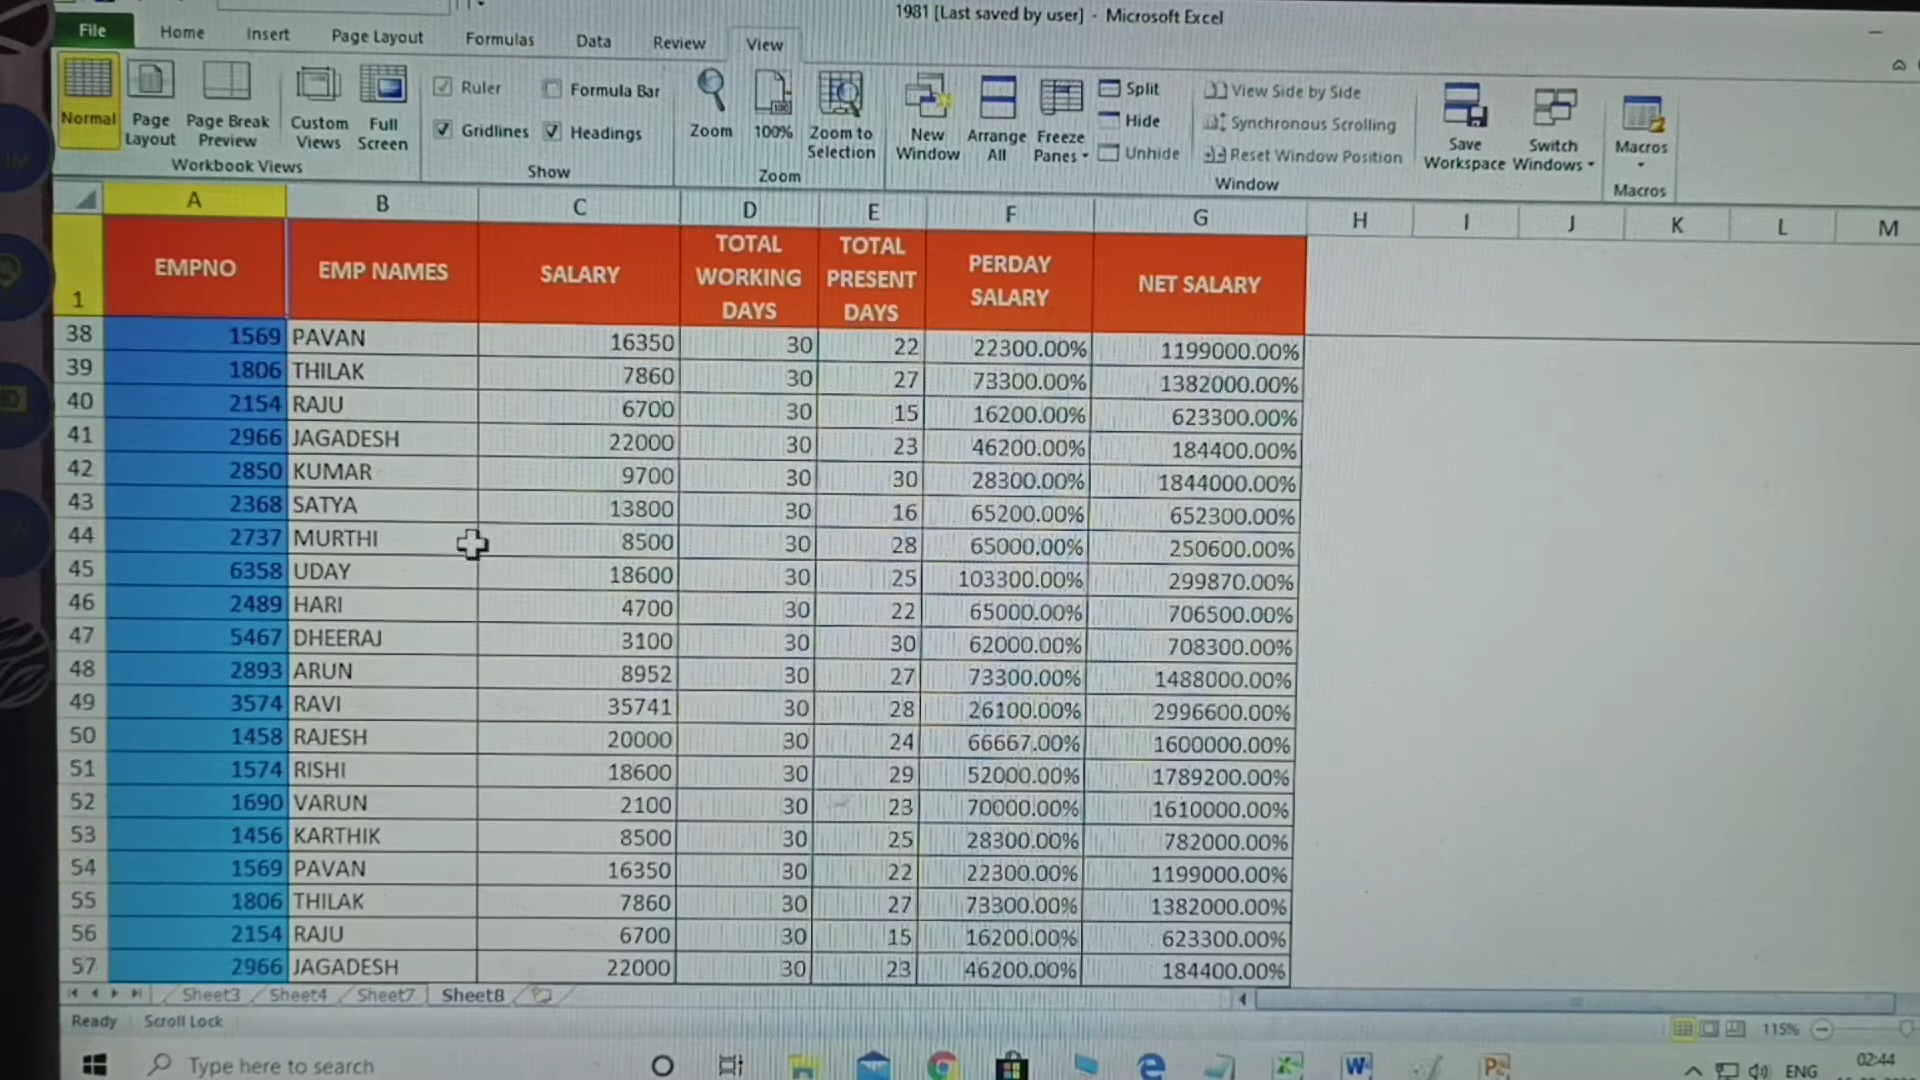 1981 [Last saved by user] - Microsoft Excel
File Home Insert Page Layout Formulas Data Review View
Normal Page Layout Page Break Preview Custom Views Full Screen
Workbook Views
Ruler Formula Bar
Gridlines Headings
Show
Zoom 100% Zoom to Selection
Zoom
New Window Arrange All Freeze Panes
Split
Hide
Unhide
View Side by Side
Synchronous Scrolling
Reset Window Position
Window
Save Workspace Switch Windows
Macros
Macros
A B C D E F G H I J K L M
1 EMPNO EMP NAMES SALARY TOTAL WORKING DAYS TOTAL PRESENT DAYS PERDAY SALARY NET SALARY
38 1569 PAVAN 16350 30 22 22300.00% 1199000.00%
39 1806 THILAK 7860 30 27 73300.00% 1382000.00%
40 2154 RAJU 6700 30 15 16200.00% 623300.00%
41 2966 JAGADESH 22000 30 23 46200.00% 184400.00%
42 2850 KUMAR 9700 30 30 28300.00% 1844000.00%
43 2368 SATYA 13800 30 16 65200.00% 652300.00%
44 2737 MURTHI 8500 30 28 65000.00% 250600.00%
45 6358 UDAY 18600 30 25 103300.00% 299870.00%
46 2489 HARI 4700 30 22 65000.00% 706500.00%
47 5467 DHEERAJ 3100 30 30 62000.00% 708300.00%
48 2893 ARUN 8952 30 27 73300.00% 1488000.00%
49 3574 RAVI 35741 30 28 26100.00% 2996600.00%
50 1458 RAJESH 20000 30 24 66667.00% 1600000.00%
51 1574 RISHI 18600 30 29 52000.00% 1789200.00%
52 1690 VARUN 2100 30 23 70000.00% 1610000.00%
53 1456 KARTHIK 8500 30 25 28300.00% 782000.00%
54 1569 PAVAN 16350 30 22 22300.00% 1199000.00%
55 1806 THILAK 7860 30 27 73300.00% 1382000.00%
56 2154 RAJU 6700 30 15 16200.00% 623300.00%
57 2966 JAGADESH 22000 30 23 46200.00% 184400.00%
Sheet3 Sheet4 Sheet7 Sheet8
Ready Scroll Lock 115%
Type here to search
ENG 02:44